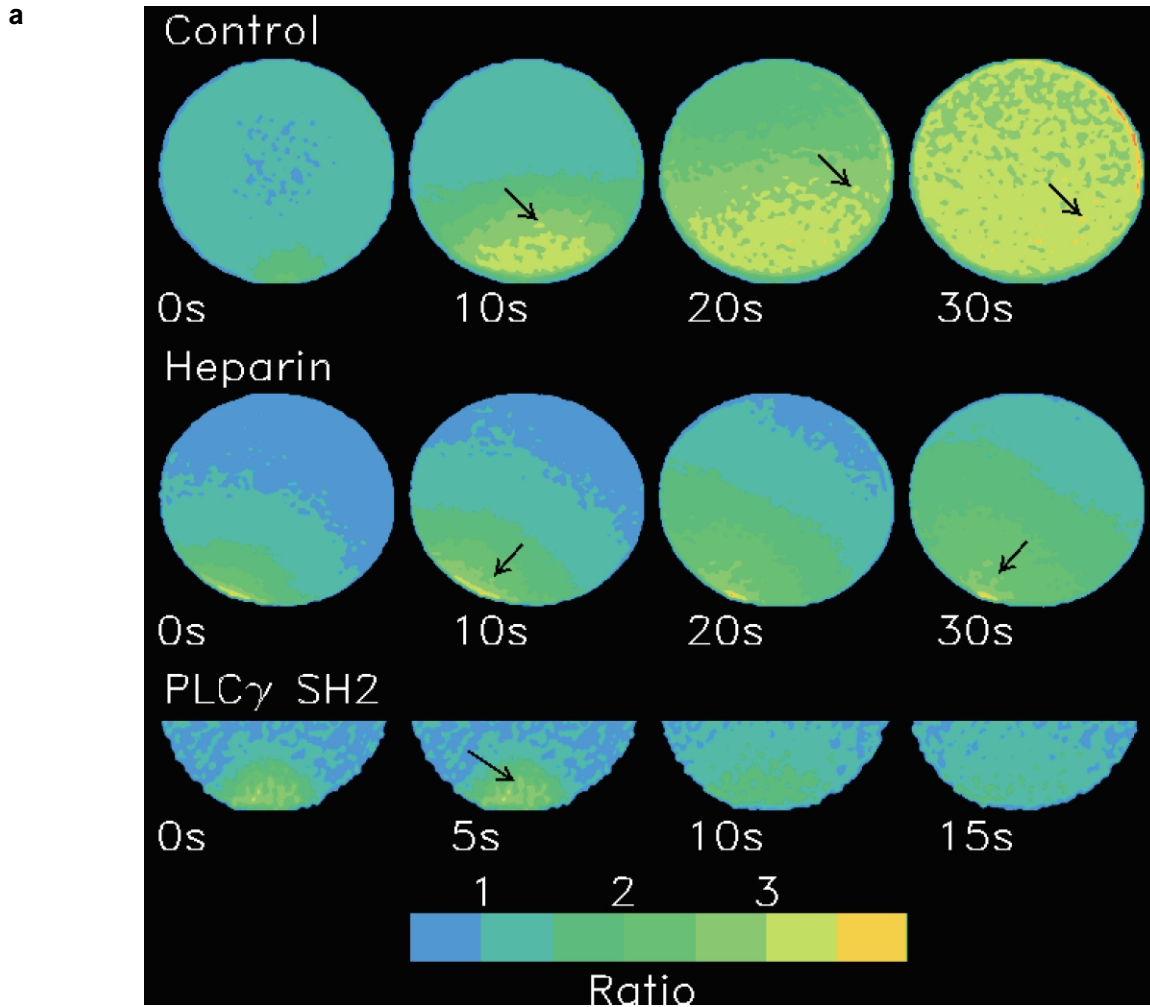 a
Control
0s 10s 20s 30s
Heparin
0s 10s 20s 30s
PLCγ SH2
0s 5s 10s 15s
1 2 3
Ratio